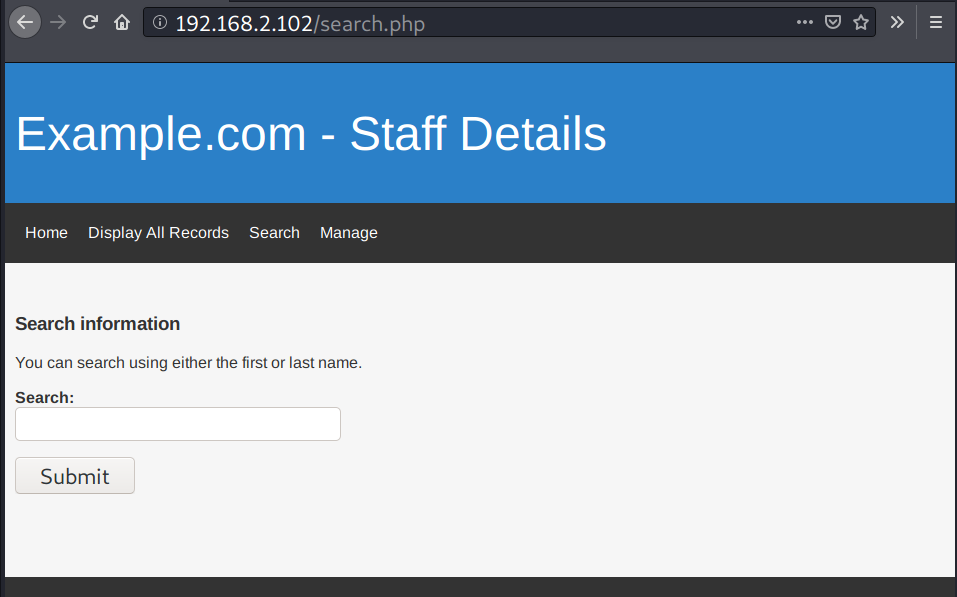 192.168.2.102/search.php
Example.com - Staff Details
Home Display All Records Search Manage
Search information
You can search using either the first or last name.
Search:
Submit